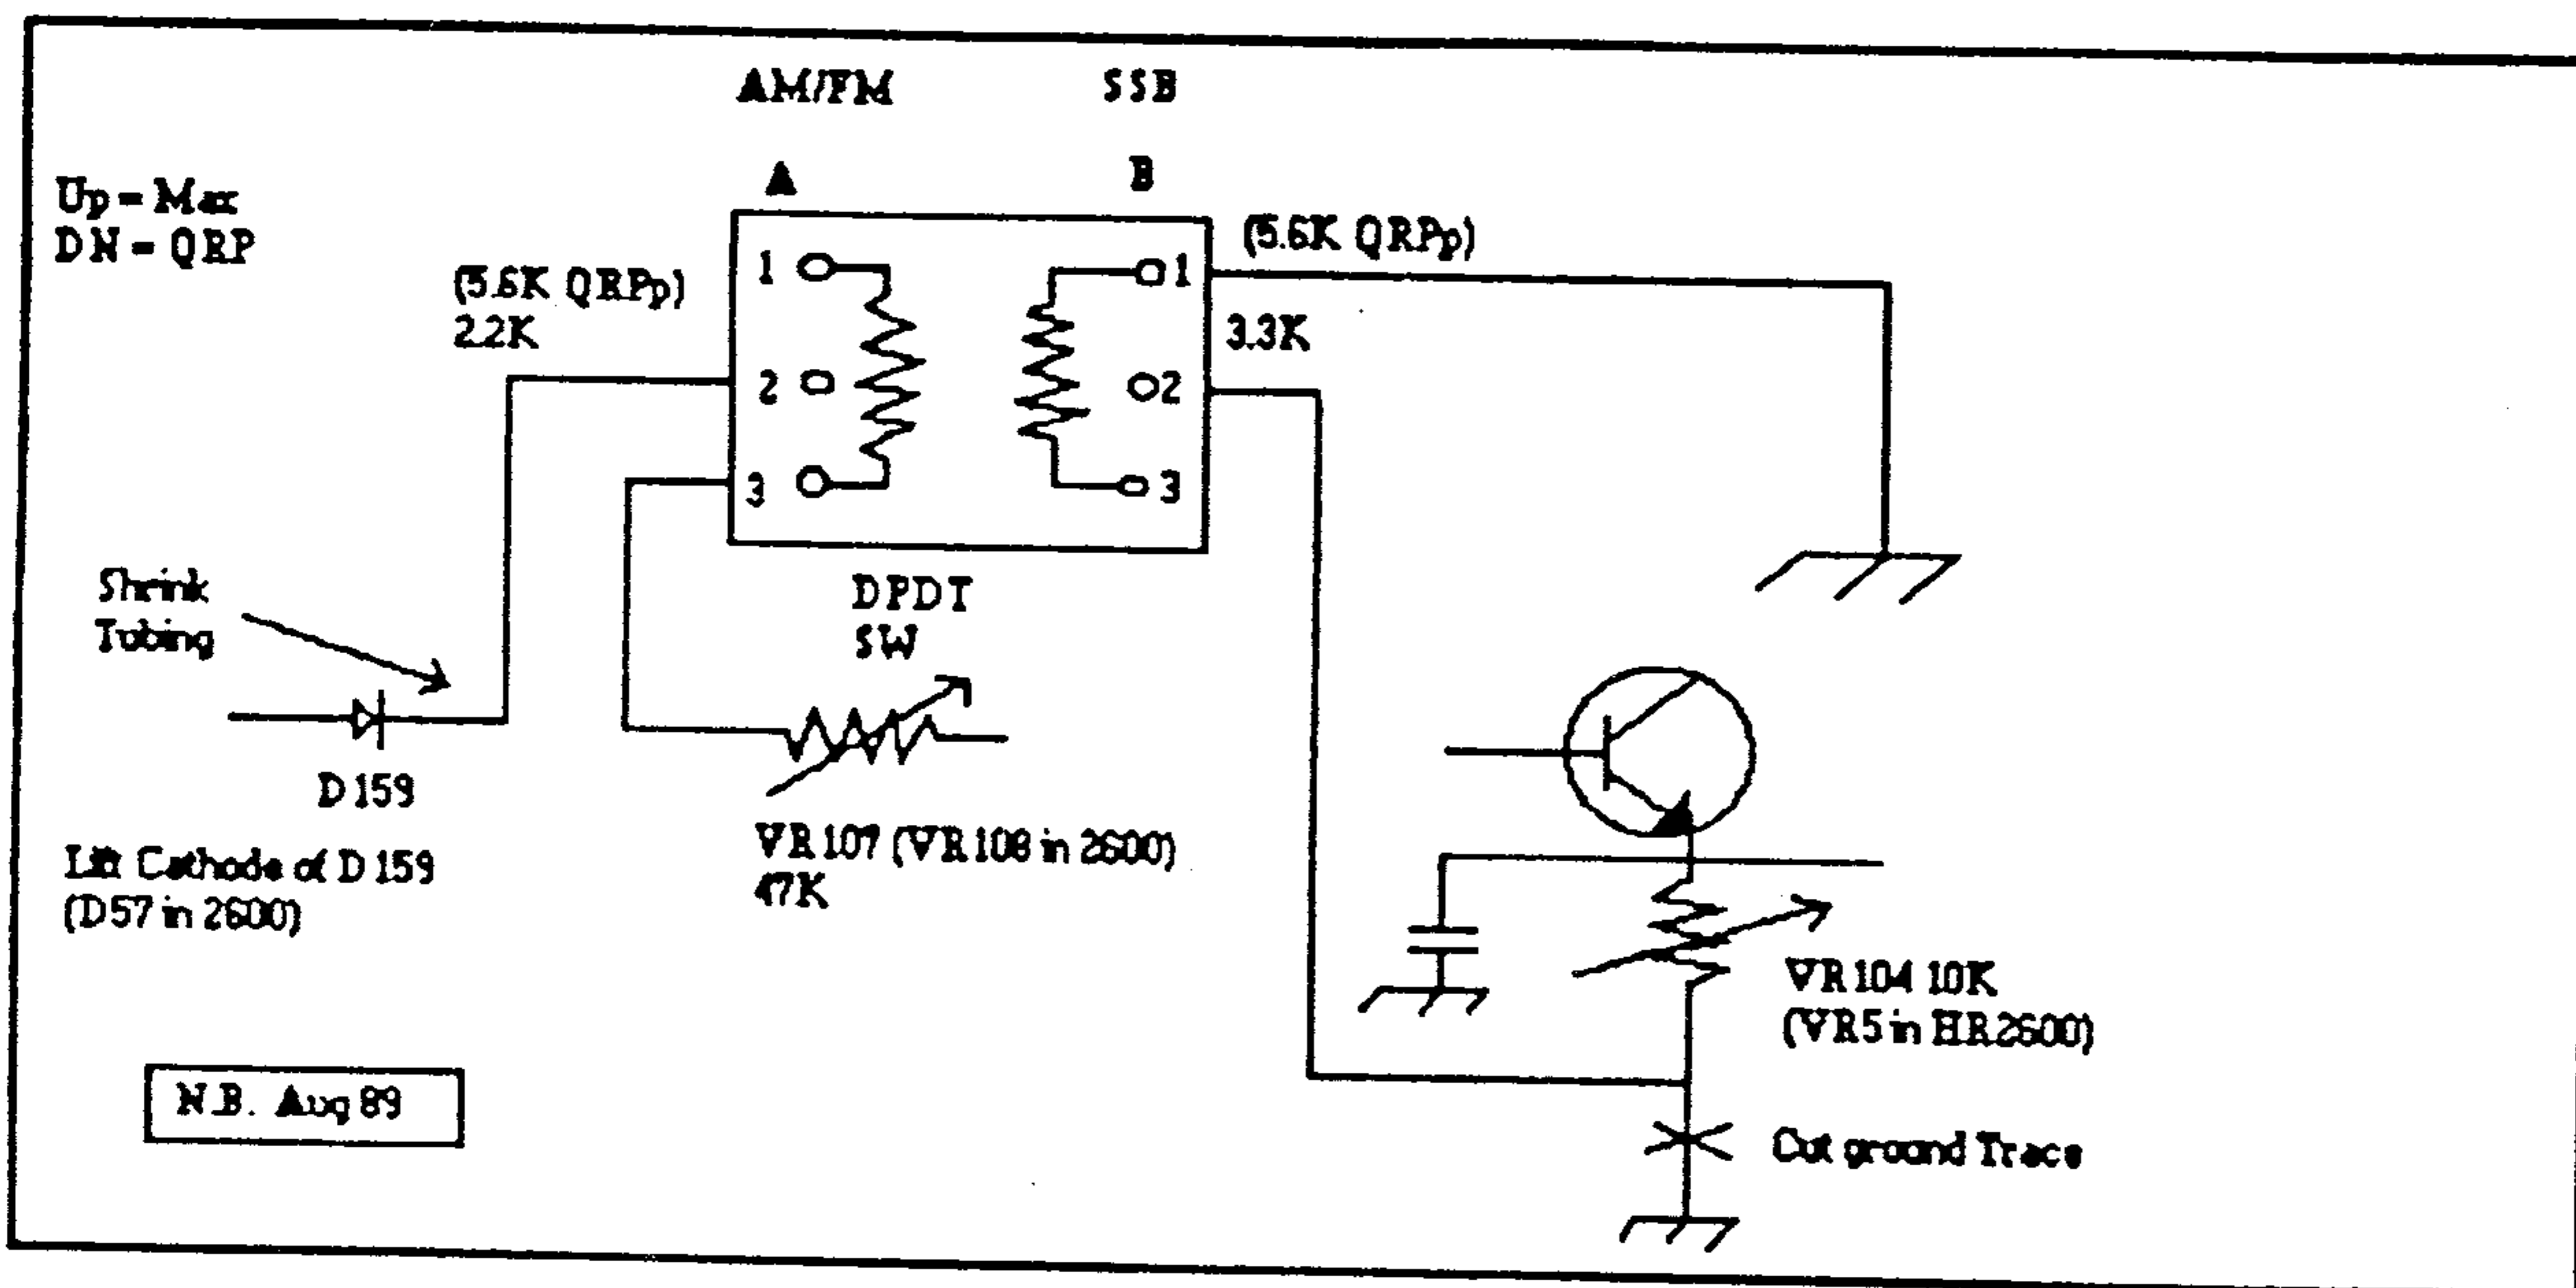 AM/FM
SSB
A
B
Up = Max
DN = QRP
(5.6K QRPp)
2.2K
1
2
3
1
2
3
(5.6K QRPp)
3.3K
DPDT
SW
Shrink
Tubing
D159
Lift Cathode of D159
(D57 in 2600)
VR107 (VR108 in 2600)
47K
VR104 10K
(VR5 in HR2600)
Cut ground Trace
N.B. Aug 89